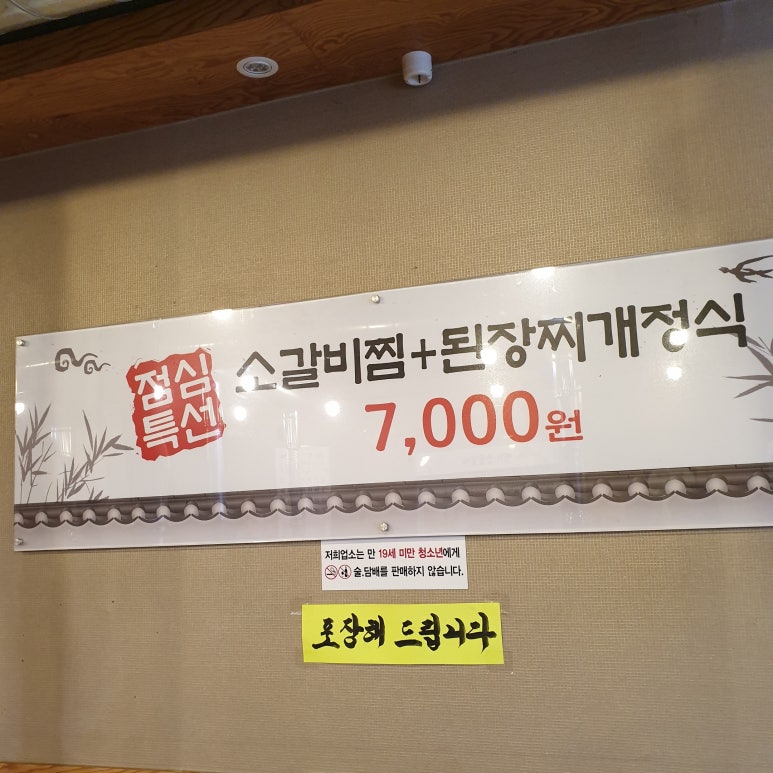 점심
특선
소갈비찜+된장찌개정식
7,000원
저희업소는 만 19세 미만 청소년에게
술.담배를 판매하지 않습니다.
포장해 드립니다